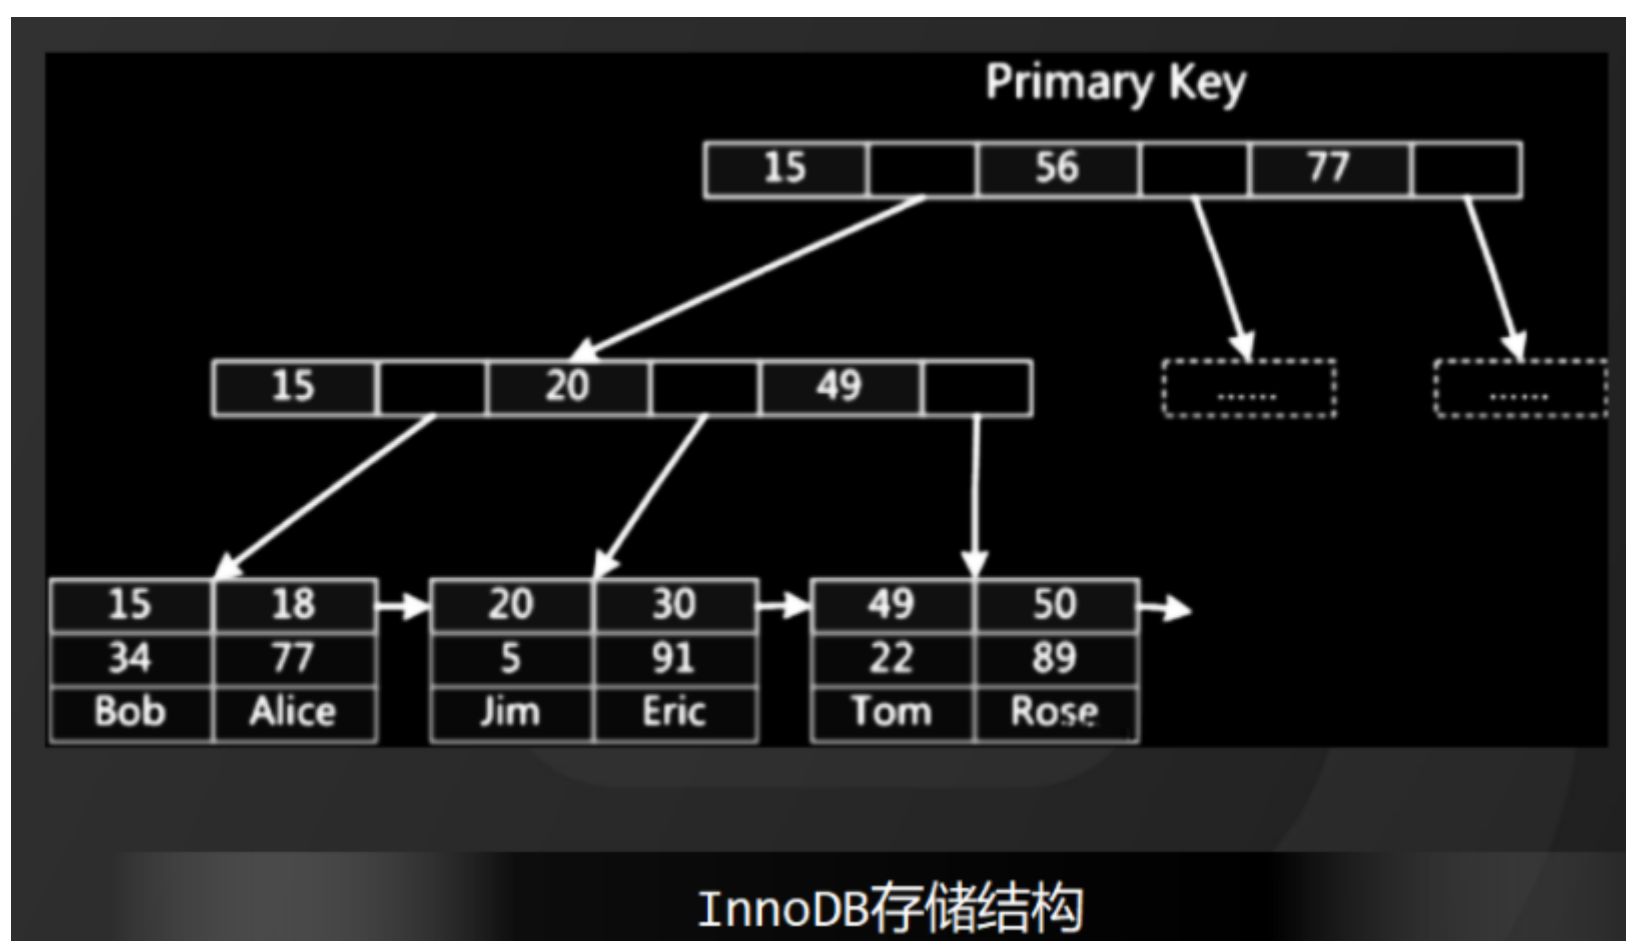 Primary Key
15 56 77
15 20 49 ...... ......
15 18 20 30 49 50
34 77 5 91 22 89
Bob Alice Jim Eric Tom Rose
InnoDB存储结构